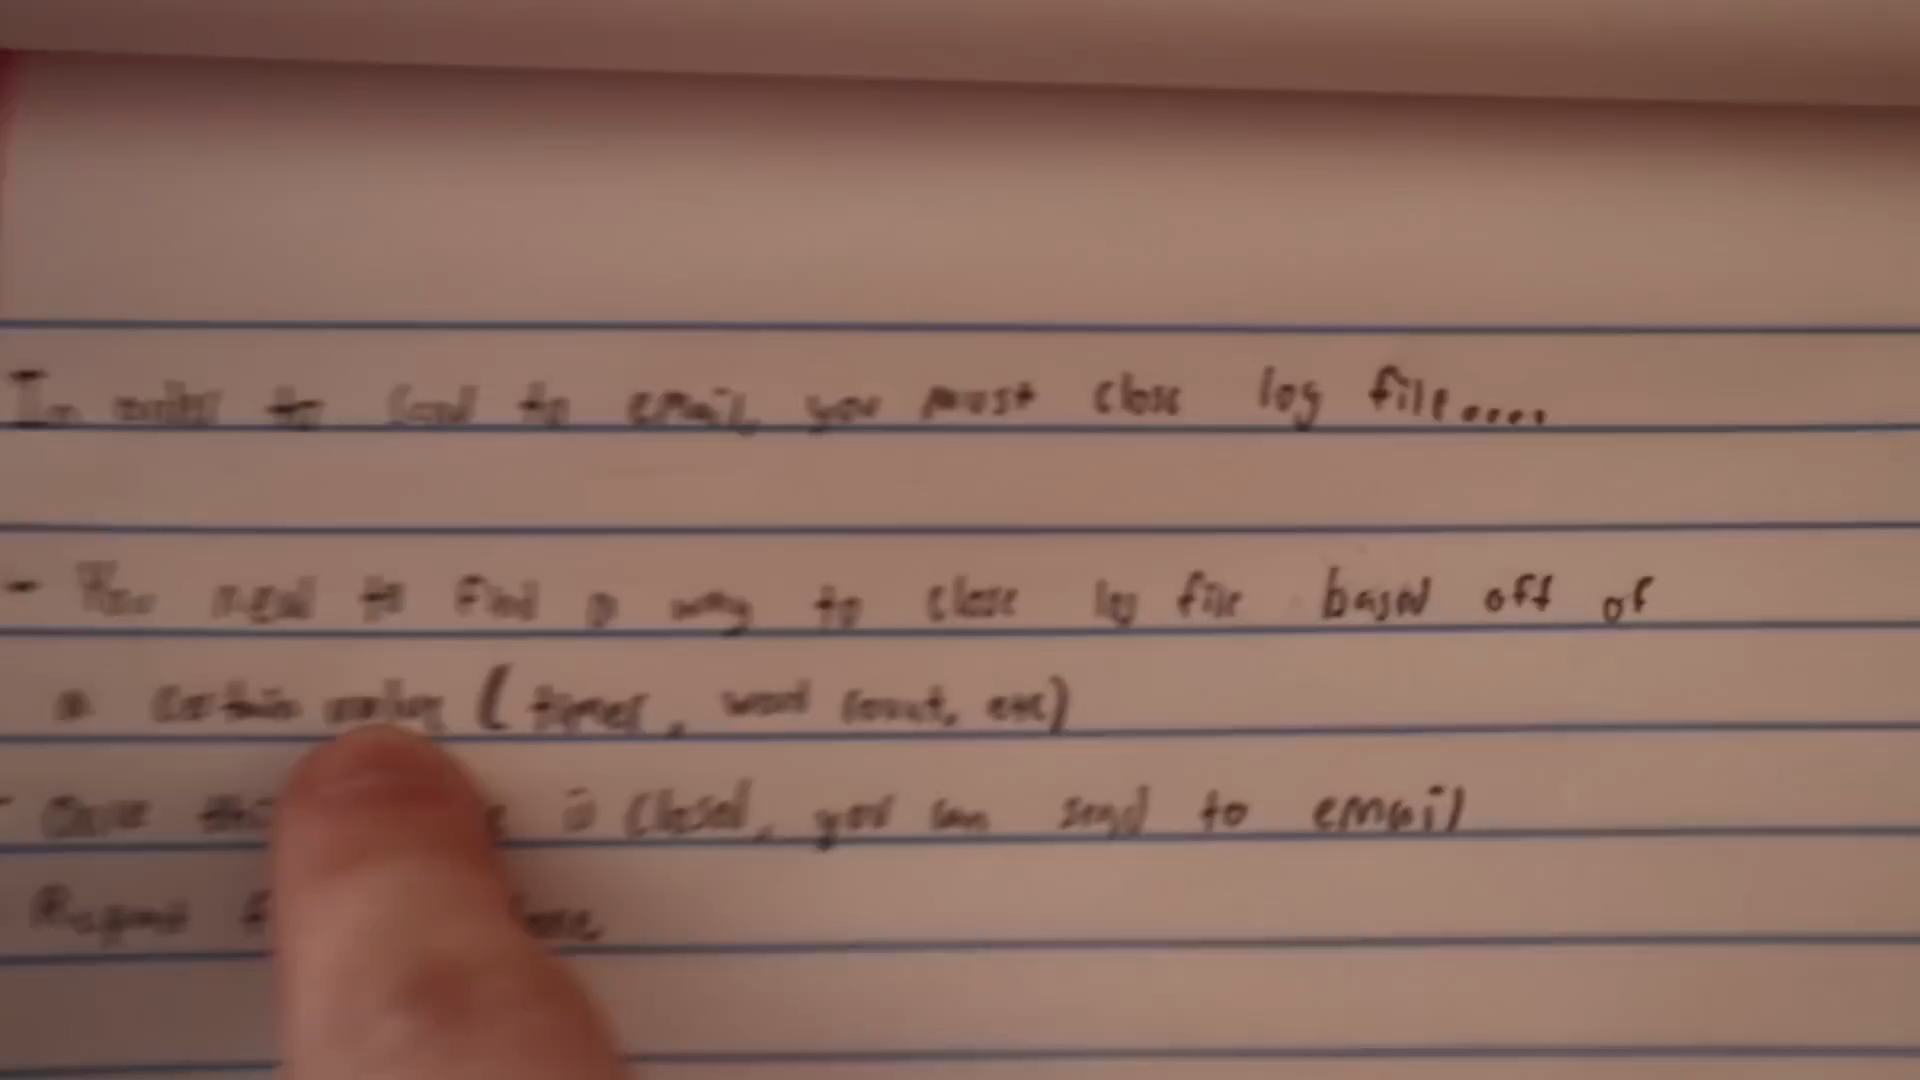 In order to send to email, you must close log file....
- You need to find a way to close log file based off of
a certain value (timer, word count, etc)
- Once the is closed, you can send to email
Repeat